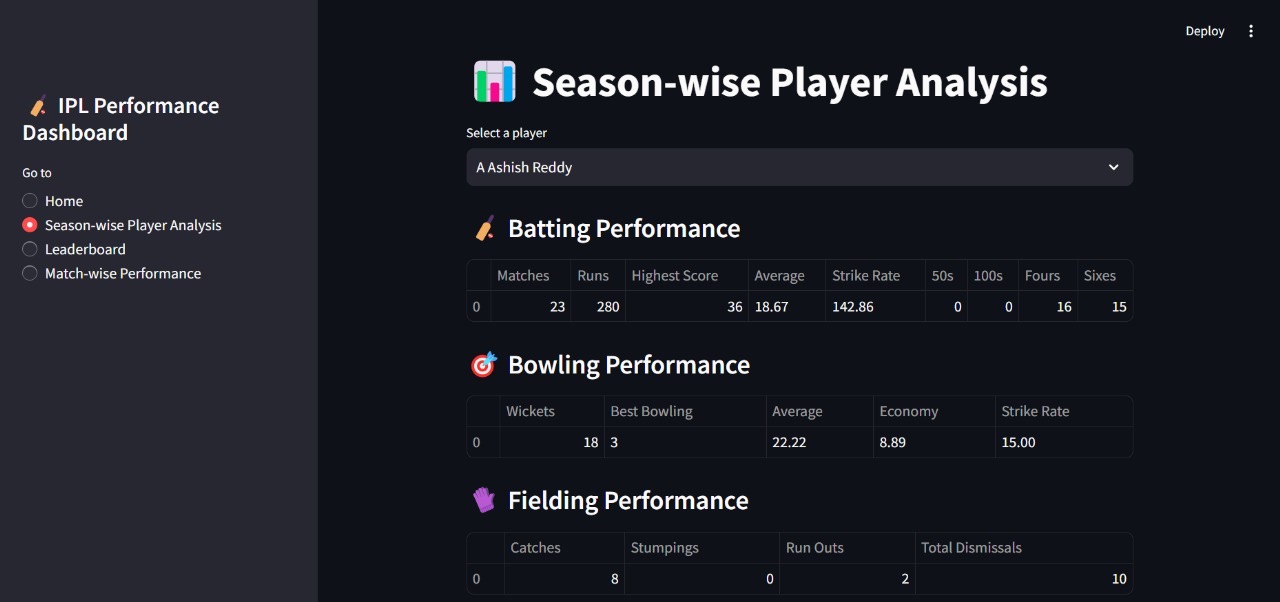 Deploy
IPL Performance
Dashboard
Go to
Home
Season-wise Player Analysis
Leaderboard
Match-wise Performance
Season-wise Player Analysis
Select a player
A Ashish Reddy
Batting Performance
Matches Runs Highest Score Average Strike Rate 50s 100s Fours Sixes
0 23 280 36 18.67 142.86 0 0 16 15
Bowling Performance
Wickets Best Bowling Average Economy Strike Rate
0 18 3 22.22 8.89 15.00
Fielding Performance
Catches Stumpings Run Outs Total Dismissals
0 8 0 2 10